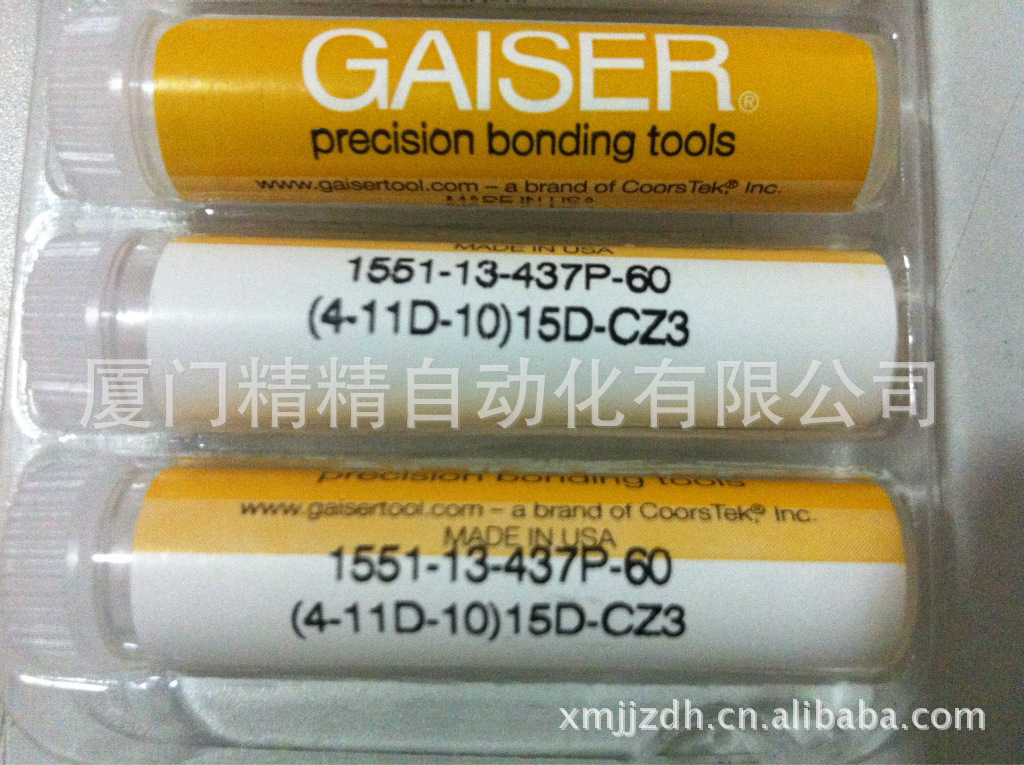 GAISER®
precision bonding tools
www.gaisertool.com – a brand of CoorsTek,® Inc.
MADE IN USA
MADE IN USA
1551-13-437P-60
(4-11D-10)15D-CZ3
厦门精精自动化有限公司
precision bonding tools
www.gaisertool.com – a brand of CoorsTek,® Inc.
MADE IN USA
1551-13-437P-60
(4-11D-10)15D-CZ3
xmjjzdh.cn.alibaba.com